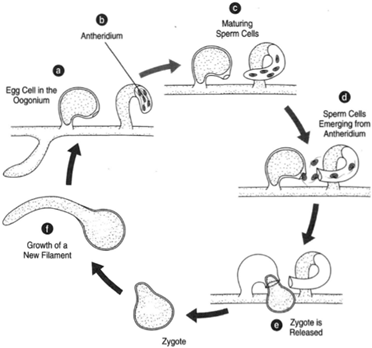 a
Egg Cell in the
Oogonium
b
Antheridium
c
Maturing
Sperm Cells
d
Sperm Cells
Emerging from
Antheridium
e
Zygote is
Released
Zygote
f
Growth of a
New Filament